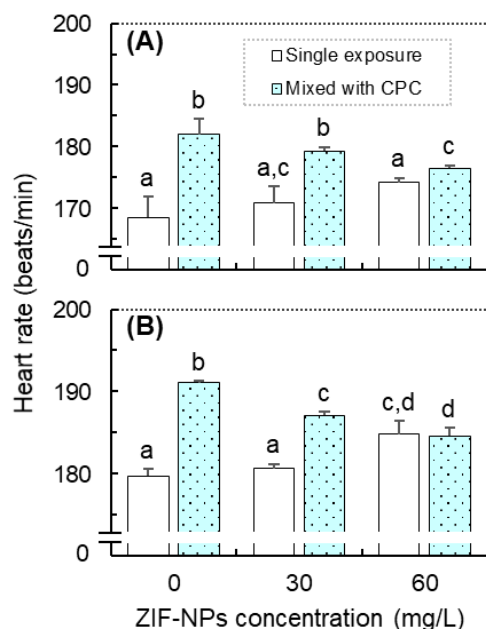 200
(A)
Single exposure
Mixed with CPC
190
b
b
180
a
a,c
a
c
170
0
Heart rate (beats/min)
200
(B)
b
190
c
c,d
d
a
a
180
0
0 30 60
ZIF-NPs concentration (mg/L)